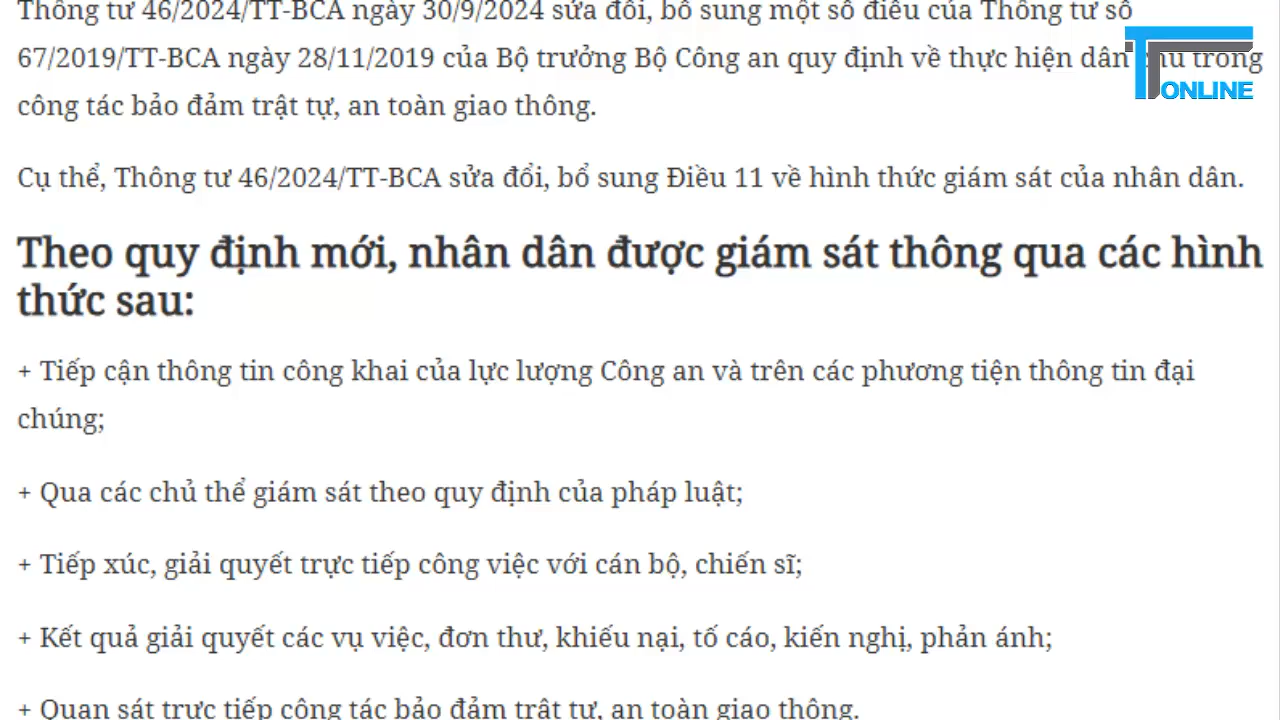 Thông tư 46/2024/TT-BCA ngày 30/9/2024 sửa đổi, bổ sung một số điều của Thông tư số
67/2019/TT-BCA ngày 28/11/2019 của Bộ trưởng Bộ Công an quy định về thực hiện dân trong
công tác bảo đảm trật tự, an toàn giao thông.
TT ONLINE
Cụ thể, Thông tư 46/2024/TT-BCA sửa đổi, bổ sung Điều 11 về hình thức giám sát của nhân dân.
Theo quy định mới, nhân dân được giám sát thông qua các hình
thức sau:
+ Tiếp cận thông tin công khai của lực lượng Công an và trên các phương tiện thông tin đại
chúng;
+ Qua các chủ thể giám sát theo quy định của pháp luật;
+ Tiếp xúc, giải quyết trực tiếp công việc với cán bộ, chiến sĩ;
+ Kết quả giải quyết các vụ việc, đơn thư, khiếu nại, tố cáo, kiến nghị, phản ánh;
+ Quan sát trực tiếp công tác bảo đảm trật tự, an toàn giao thông.